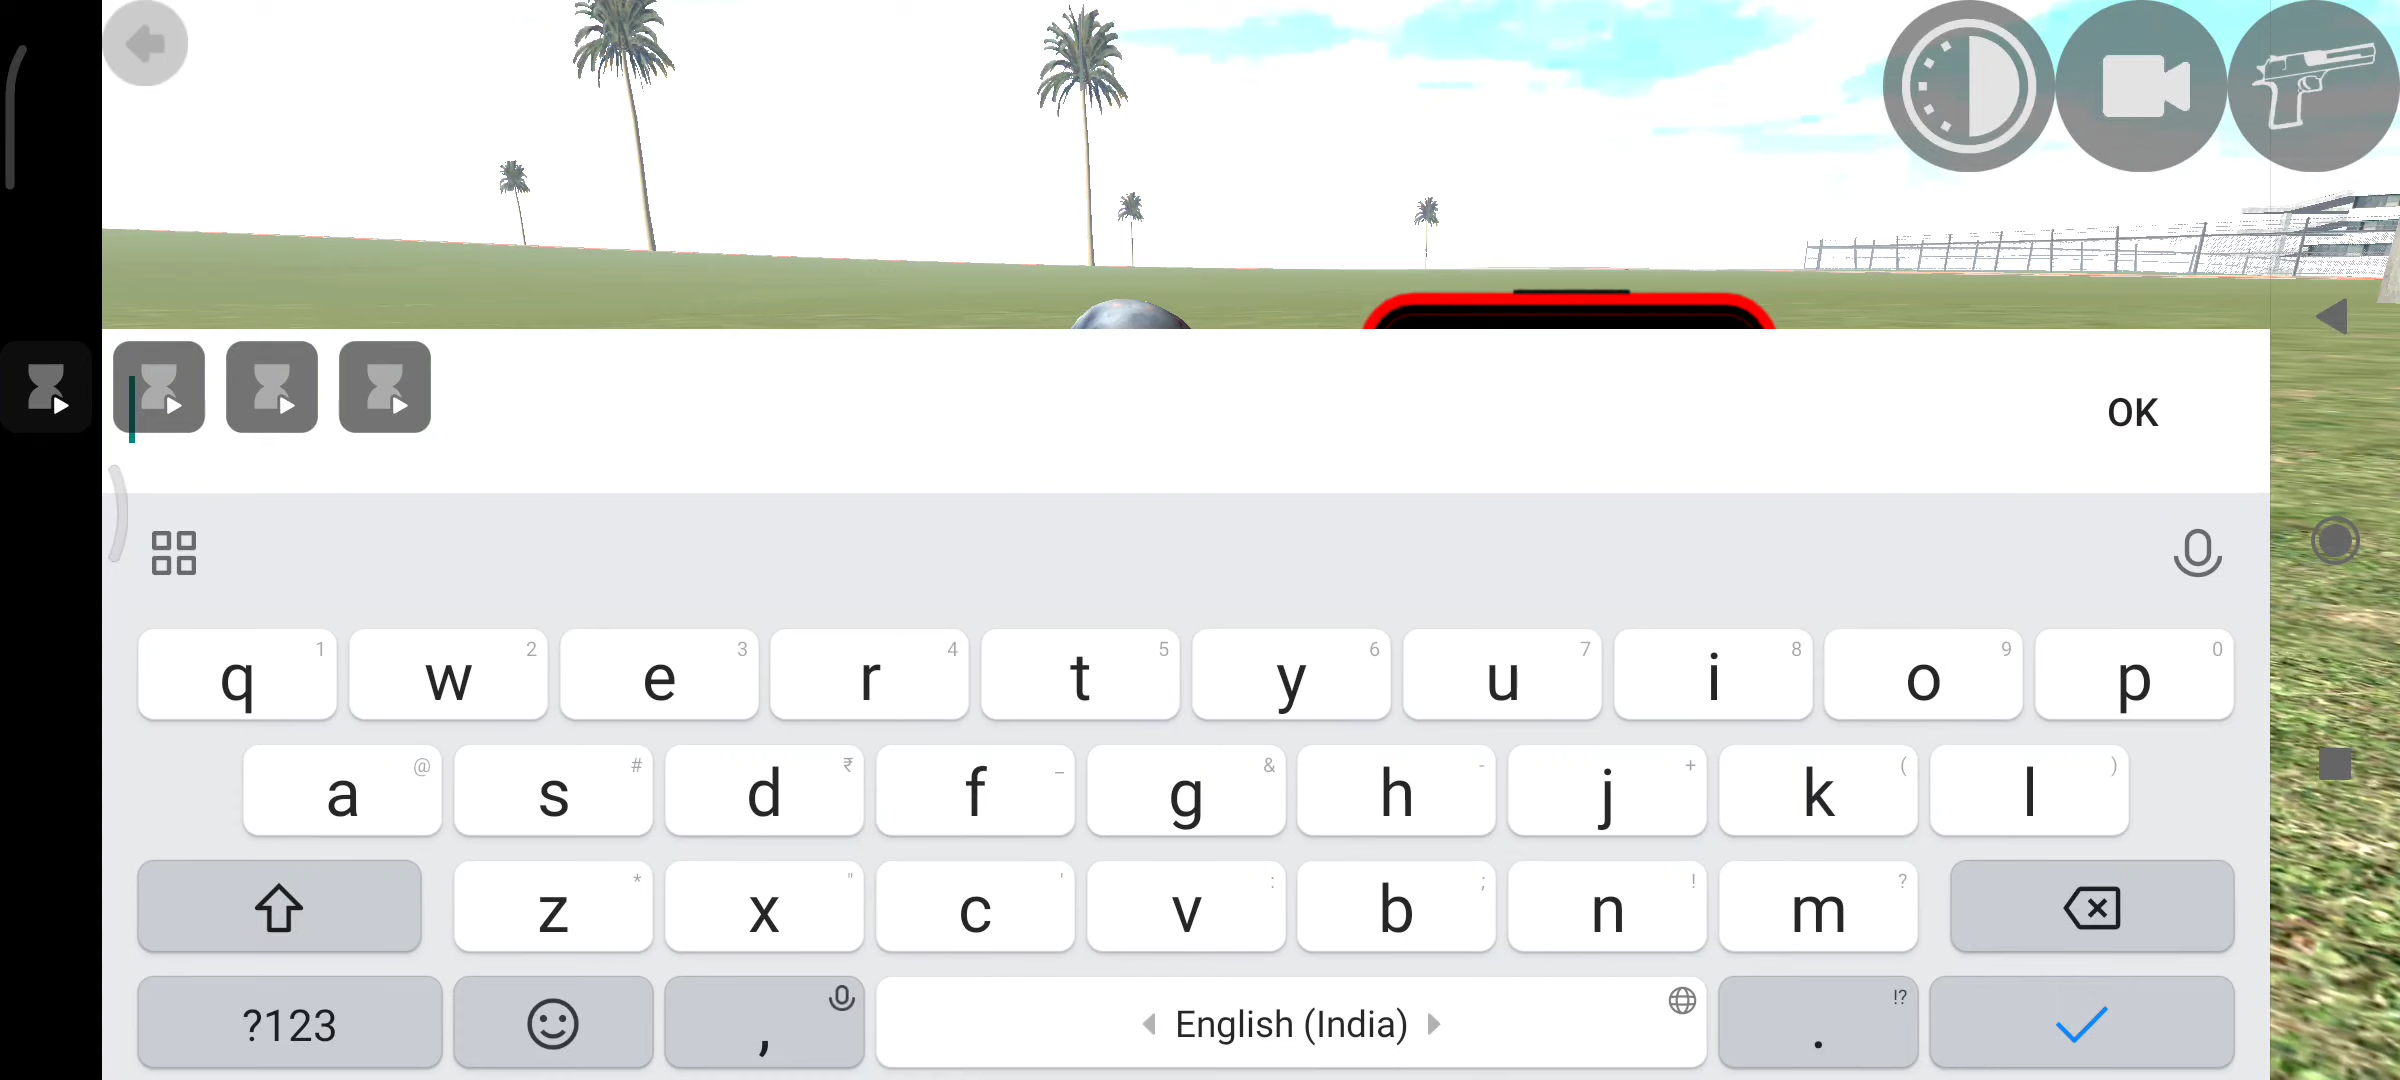 OK
q 1 w 2 e 3 r 4 t 5 y 6 u 7 i 8 o 9 p 0
a @ s # d ₹ f _ g & h - j + k ( l )
z * x " c ' v : b ; n ! m ?
?123 , English (India) . !?